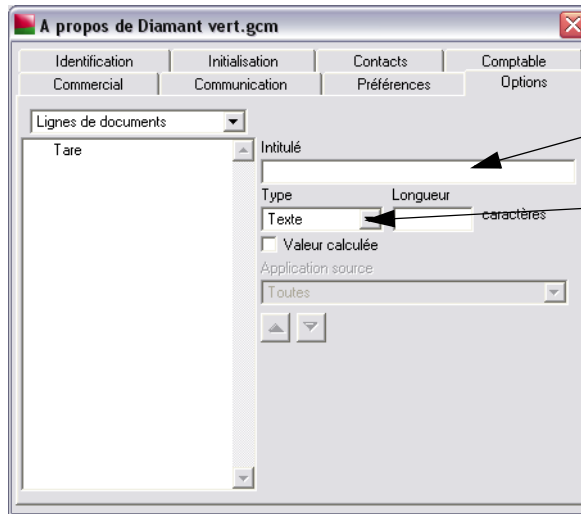 A propos de Diamant vert.gcm
Identification Initialisation Contacts Comptable
Commercial Communication Préférences Options
Lignes de documents
Tare
Intitulé
Type Longueur
Texte caractères
Valeur calculée
Application source
Toutes